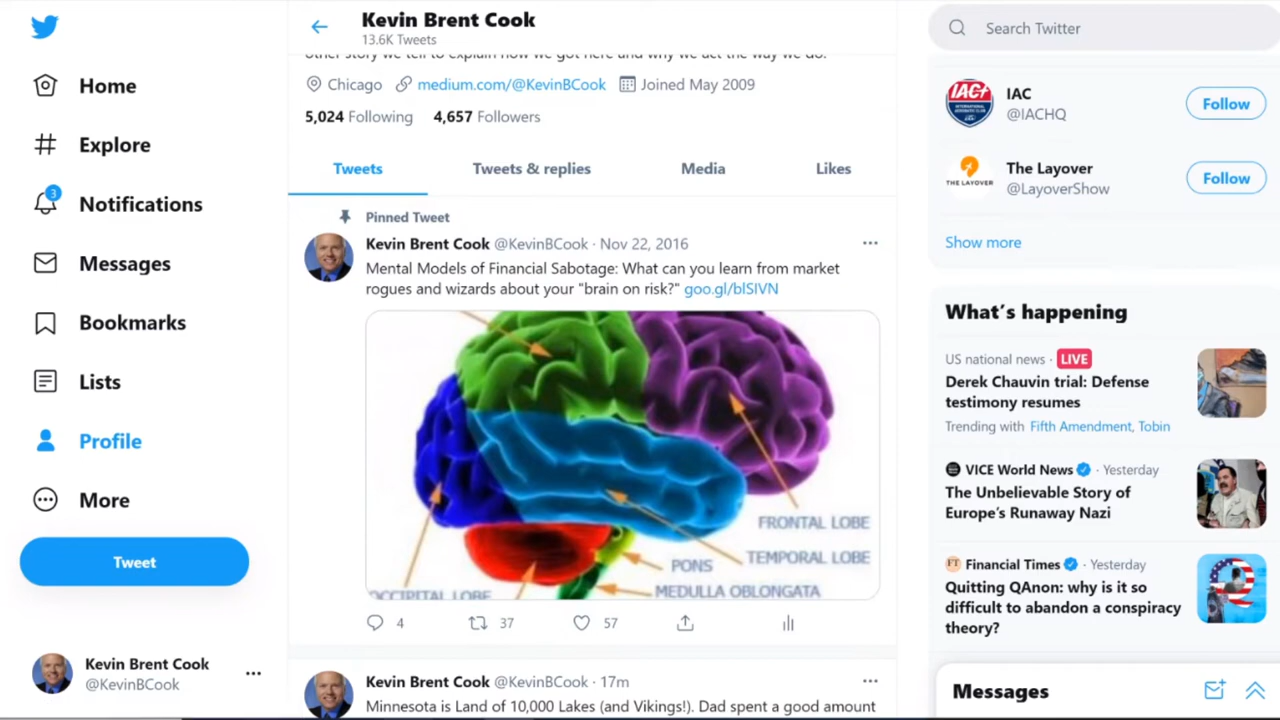 Home
Explore
3
Notifications
Messages
Bookmarks
Lists
Profile
More
Tweet
Kevin Brent Cook
@KevinBCook
Kevin Brent Cook
13.6K Tweets
other story we tell to explain how we got here and why we act the way we do.
Chicago medium.com/@KevinBCook Joined May 2009
5,024 Following 4,657 Followers
Tweets Tweets & replies Media Likes
Pinned Tweet
Kevin Brent Cook @KevinBCook · Nov 22, 2016
Mental Models of Financial Sabotage: What can you learn from market
rogues and wizards about your "brain on risk?" goo.gl/blSIVN
FRONTAL LOBE
TEMPORAL LOBE
PONS
MEDULLA OBLONGATA
OCCIPITAL LOBE
4 37 57
Kevin Brent Cook @KevinBCook · 17m
Minnesota is Land of 10,000 Lakes (and Vikings!). Dad spent a good amount
Search Twitter
IAC
IAC
@IACHQ
Follow
THE LAYOVER
The Layover
@LayoverShow
Follow
Show more
What's happening
US national news · LIVE
Derek Chauvin trial: Defense
testimony resumes
Trending with Fifth Amendment, Tobin
VICE World News · Yesterday
The Unbelievable Story of
Europe's Runaway Nazi
FT Financial Times · Yesterday
Quitting QAnon: why is it so
difficult to abandon a conspiracy
theory?
Messages